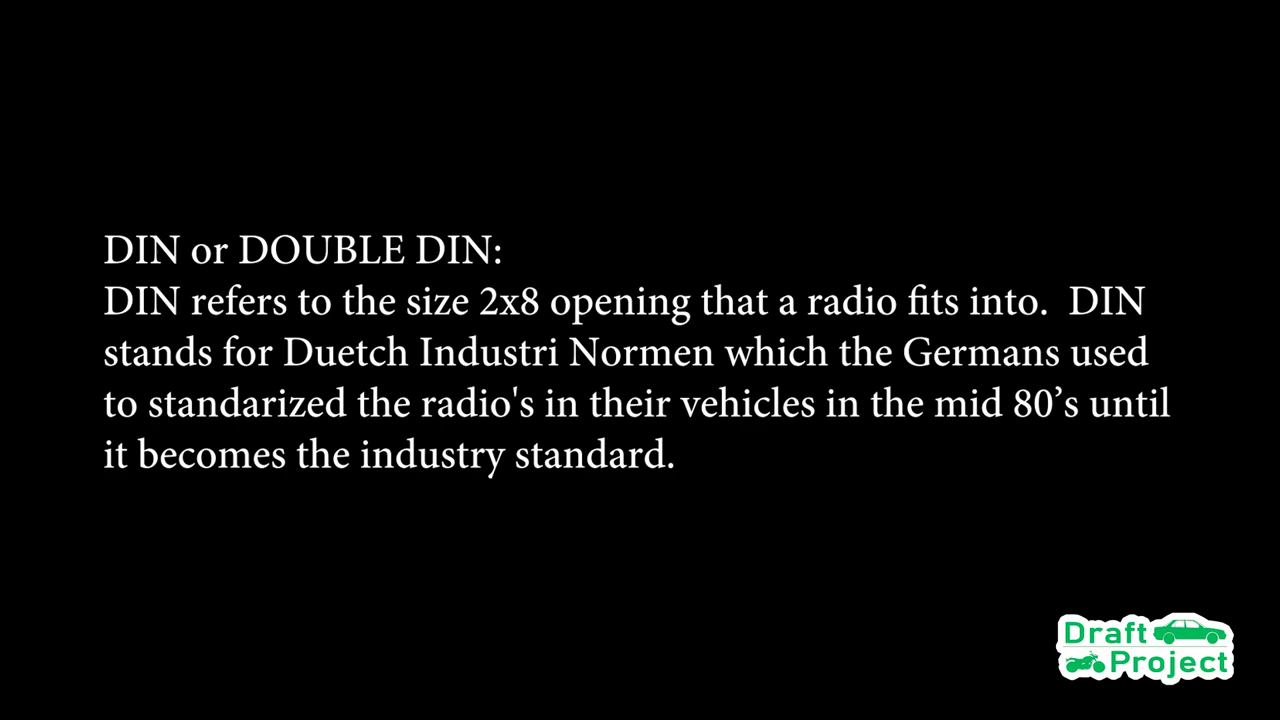 DIN or DOUBLE DIN:
DIN refers to the size 2x8 opening that a radio fits into.  DIN
stands for Duetch Industri Normen which the Germans used
to standarized the radio's in their vehicles in the mid 80’s until
it becomes the industry standard.
Draft
Project